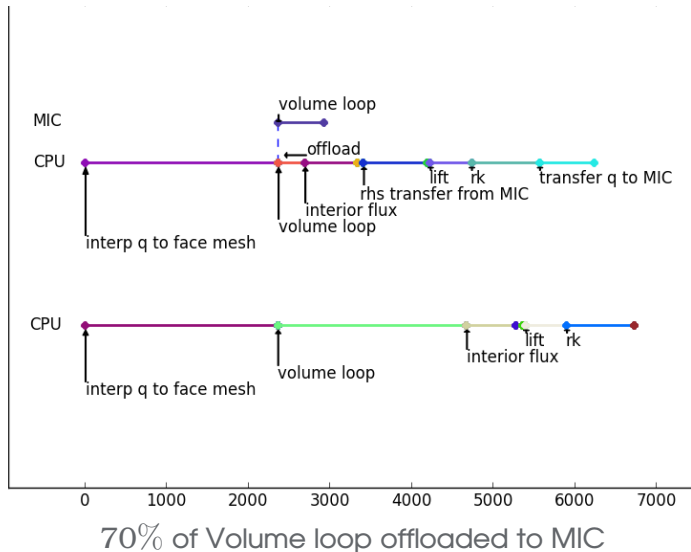 volume loop
MIC
offload
CPU
lift
rk
transfer q to MIC
rhs transfer from MIC
interior flux
volume loop
interp q to face mesh
CPU
lift
rk
interior flux
volume loop
interp q to face mesh
0 1000 2000 3000 4000 5000 6000 7000
70% of Volume loop offloaded to MIC